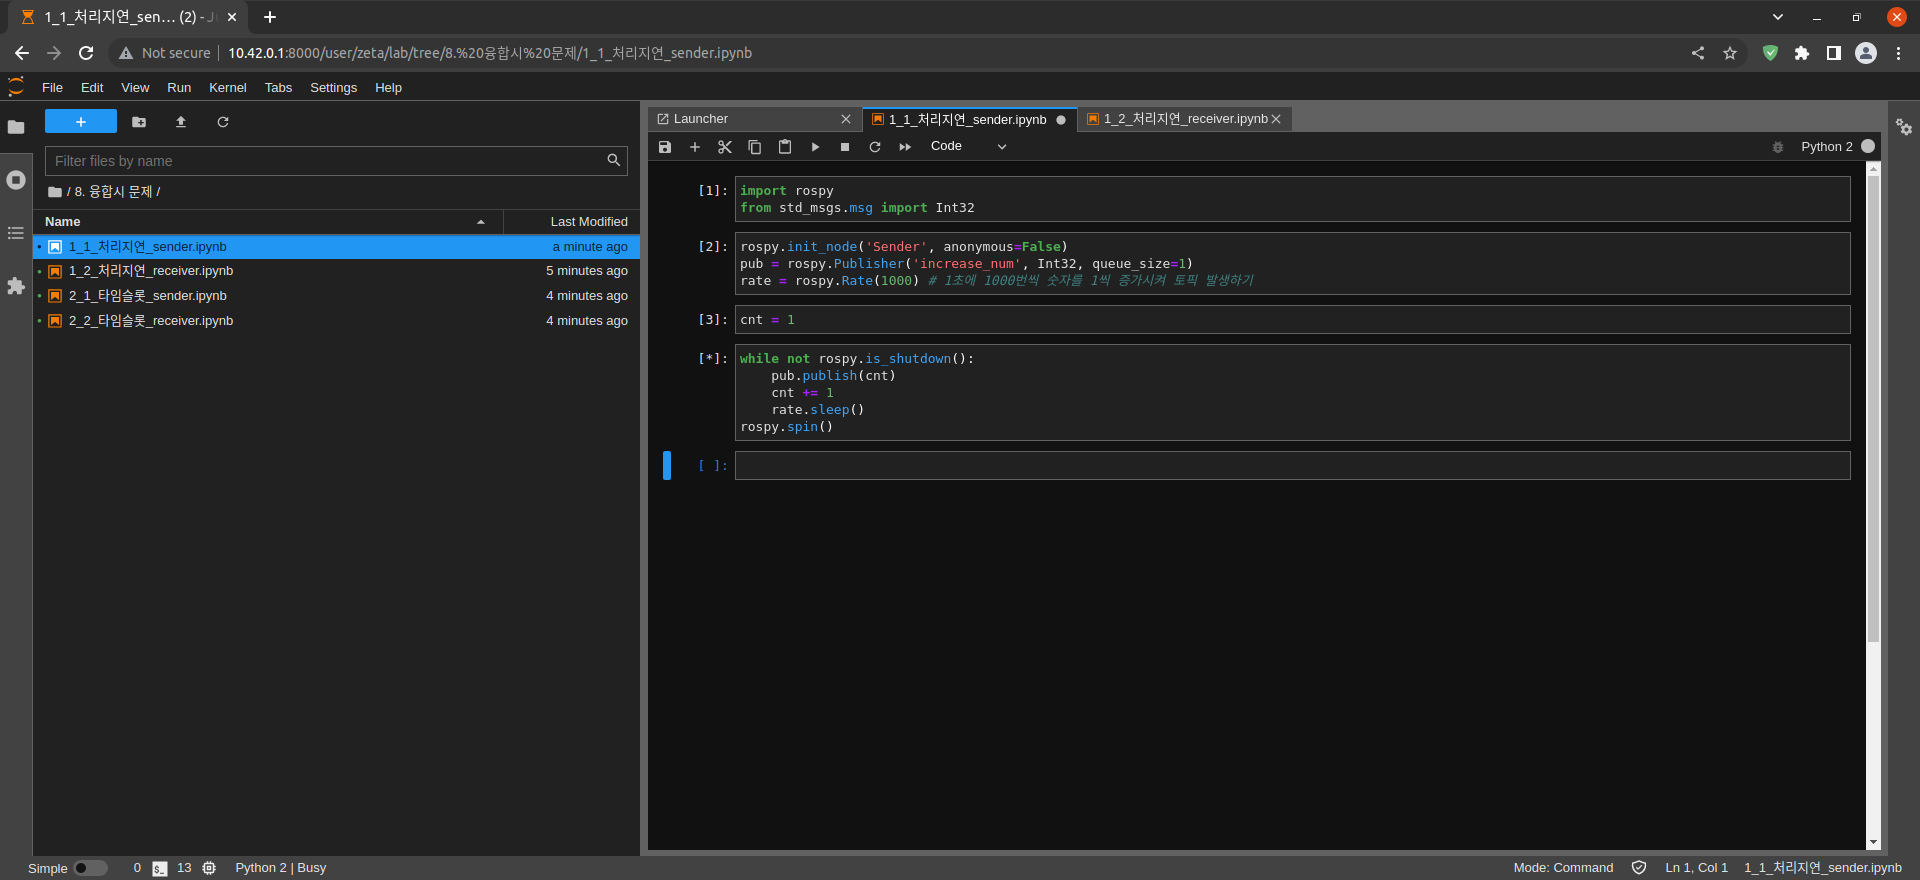 1_1_처리지연_sen… (2) - Ju
Not secure 10.42.0.1:8000/user/zeta/lab/tree/8.%20융합시%20문제/1_1_처리지연_sender.ipynb
File Edit View Run Kernel Tabs Settings Help
Launcher 1_1_처리지연_sender.ipynb 1_2_처리지연_receiver.ipynb
Code Python 2
Filter files by name
/ 8. 융합시 문제 /
Name Last Modified
1_1_처리지연_sender.ipynb a minute ago
1_2_처리지연_receiver.ipynb 5 minutes ago
2_1_타임슬롯_sender.ipynb 4 minutes ago
2_2_타임슬롯_receiver.ipynb 4 minutes ago
[1]: import rospy
from std_msgs.msg import Int32
[2]: rospy.init_node('Sender', anonymous=False)
pub = rospy.Publisher('increase_num', Int32, queue_size=1)
rate = rospy.Rate(1000) # 1초에 1000번씩 숫자를 1씩 증가시켜 토픽 발생하기
[3]: cnt = 1
[*]: while not rospy.is_shutdown():
pub.publish(cnt)
cnt += 1
rate.sleep()
rospy.spin()
[ ]:
Simple 0 $_ 13 Python 2 | Busy Mode: Command Ln 1, Col 1 1_1_처리지연_sender.ipynb